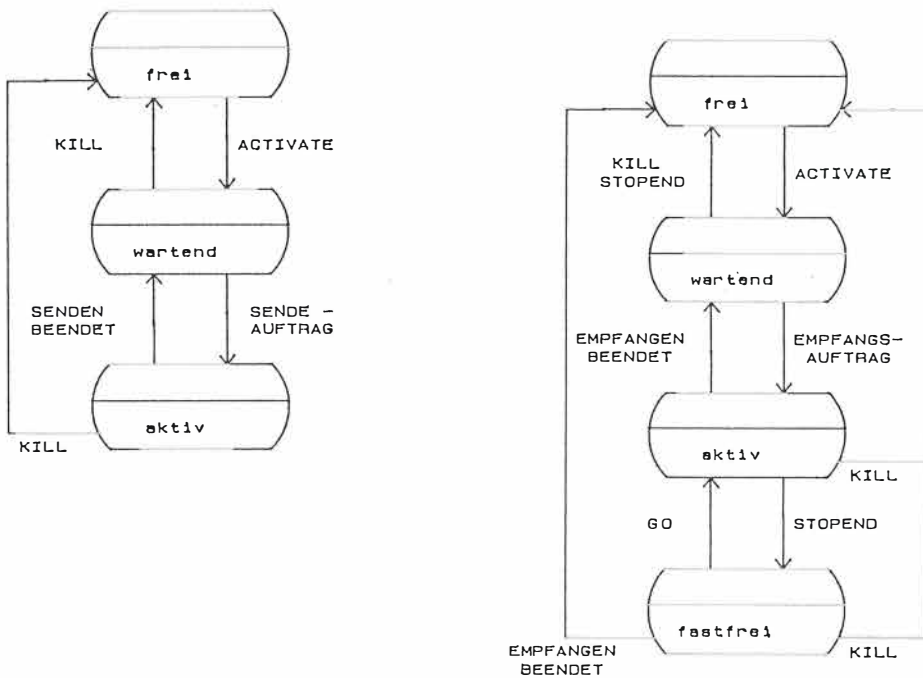 frei
KILL
ACTIVATE
wartend
SENDEN
BEENDET
SENDE -
AUFTRAG
aktiv
KILL
frei
KILL
STOPEND
ACTIVATE
wartend
EMPFANGEN
BEENDET
EMPFANGS-
AUFTRAG
aktiv
KILL
GO
STOPEND
fastfrei
EMPFANGEN
BEENDET
KILL